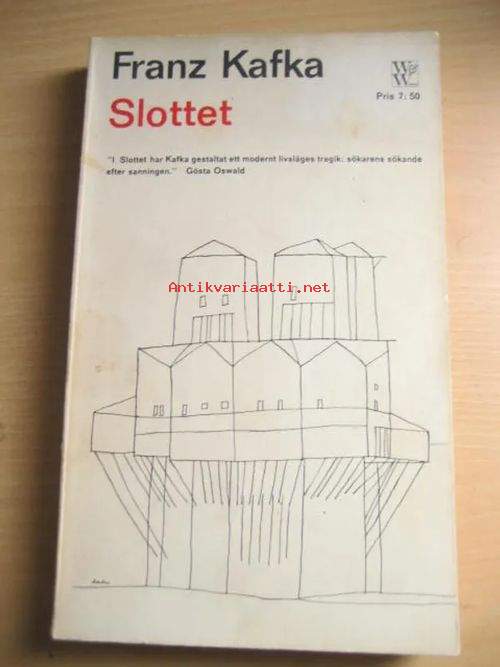 Franz Kafka
Slottet
W&
W
Pris 7:50
"I Slottet har Kafka gestaltat ett modernt livsläges tragik: sökarens sökande
efter sanningen." Gösta Oswald
Antikvariaatti.net